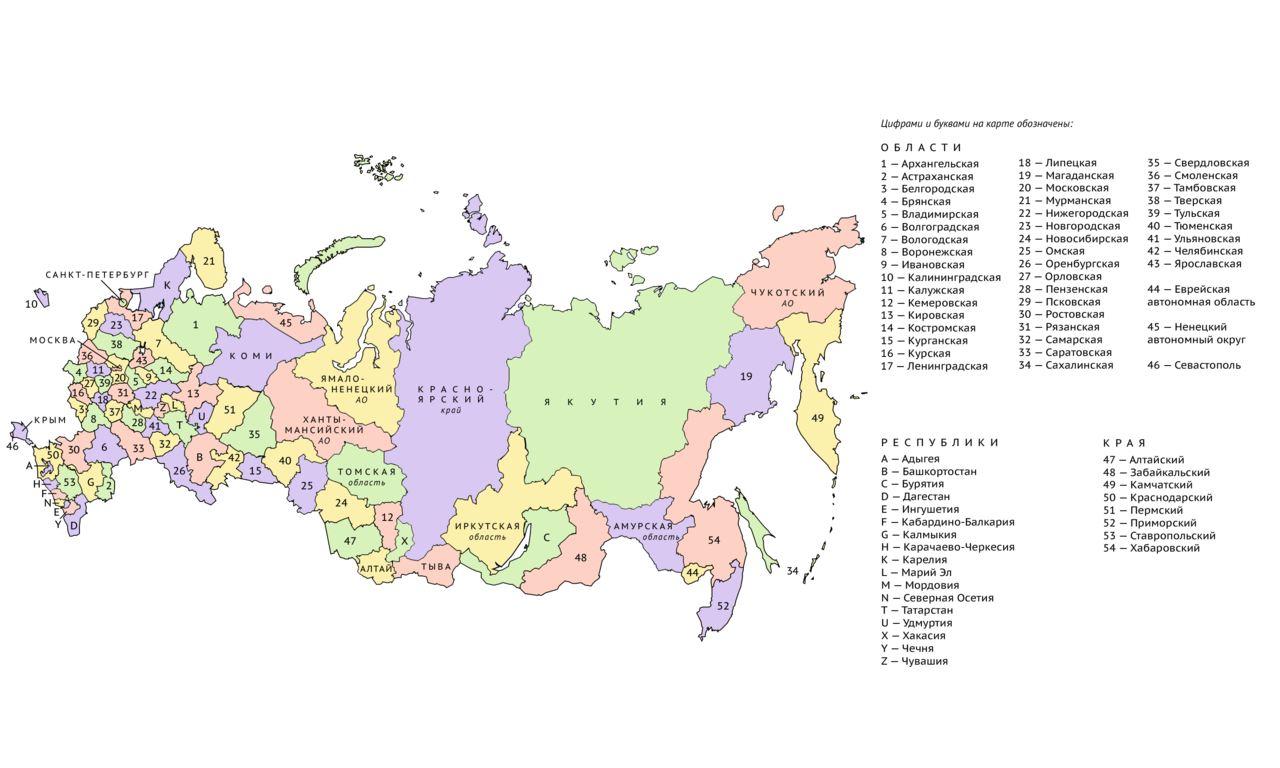 Цифрами и буквами на карте обозначены:
ОБЛАСТИ
1 — Архангельская
2 — Астраханская
3 — Белгородская
4 — Брянская
5 — Владимирская
6 — Волгоградская
7 — Вологодская
8 — Воронежская
9 — Ивановская
10 — Калининградская
11 — Калужская
12 — Кемеровская
13 — Кировская
14 — Костромская
15 — Курганская
16 — Курская
17 — Ленинградская
18 — Липецкая
19 — Магаданская
20 — Московская
21 — Мурманская
22 — Нижегородская
23 — Новгородская
24 — Новосибирская
25 — Омская
26 — Оренбургская
27 — Орловская
28 — Пензенская
29 — Псковская
30 — Ростовская
31 — Рязанская
32 — Самарская
33 — Саратовская
34 — Сахалинская
35 — Свердловская
36 — Смоленская
37 — Тамбовская
38 — Тверская
39 — Тульская
40 — Тюменская
41 — Ульяновская
42 — Челябинская
43 — Ярославская
44 — Еврейская
автономная область
45 — Ненецкий
автономный округ
46 — Севастополь
РЕСПУБЛИКИ
A — Адыгея
B — Башкортостан
C — Бурятия
D — Дагестан
E — Ингушетия
F — Кабардино-Балкария
G — Калмыкия
H — Карачаево-Черкесия
K — Карелия
L — Марий Эл
M — Мордовия
N — Северная Осетия
T — Татарстан
U — Удмуртия
X — Хакасия
Y — Чечня
Z — Чувашия
КРАЯ
47 — Алтайский
48 — Забайкальский
49 — Камчатский
50 — Краснодарский
51 — Пермский
52 — Приморский
53 — Ставропольский
54 — Хабаровский
21
САНКТ-ПЕТЕРБУРГ
K
10
ЧУКОТСКИЙ
АО
17
29
23
1
45
МОСКВА
38
7
КОМИ
36
43
4
11
14
20
9
5
27
39
19
ЯМАЛО-
НЕНЕЦКИЙ
АО
КРАСНО-
ЯРСКИЙ
край
ЯКУТИЯ
16
31
22
13
18
3
37
M
Z
L
51
U
49
КРЫМ
8
28
41
T
ХАНТЫ-
МАНСИЙСКИЙ
АО
35
46
50
30
6
33
32
B
42
40
A
26
15
ТОМСКАЯ
область
H
53
G
2
25
F
N
24
E
12
Y
D
ИРКУТСКАЯ
область
АМУРСКАЯ
область
47
X
C
54
АЛТАЙ
ТЫВА
48
44
34
52